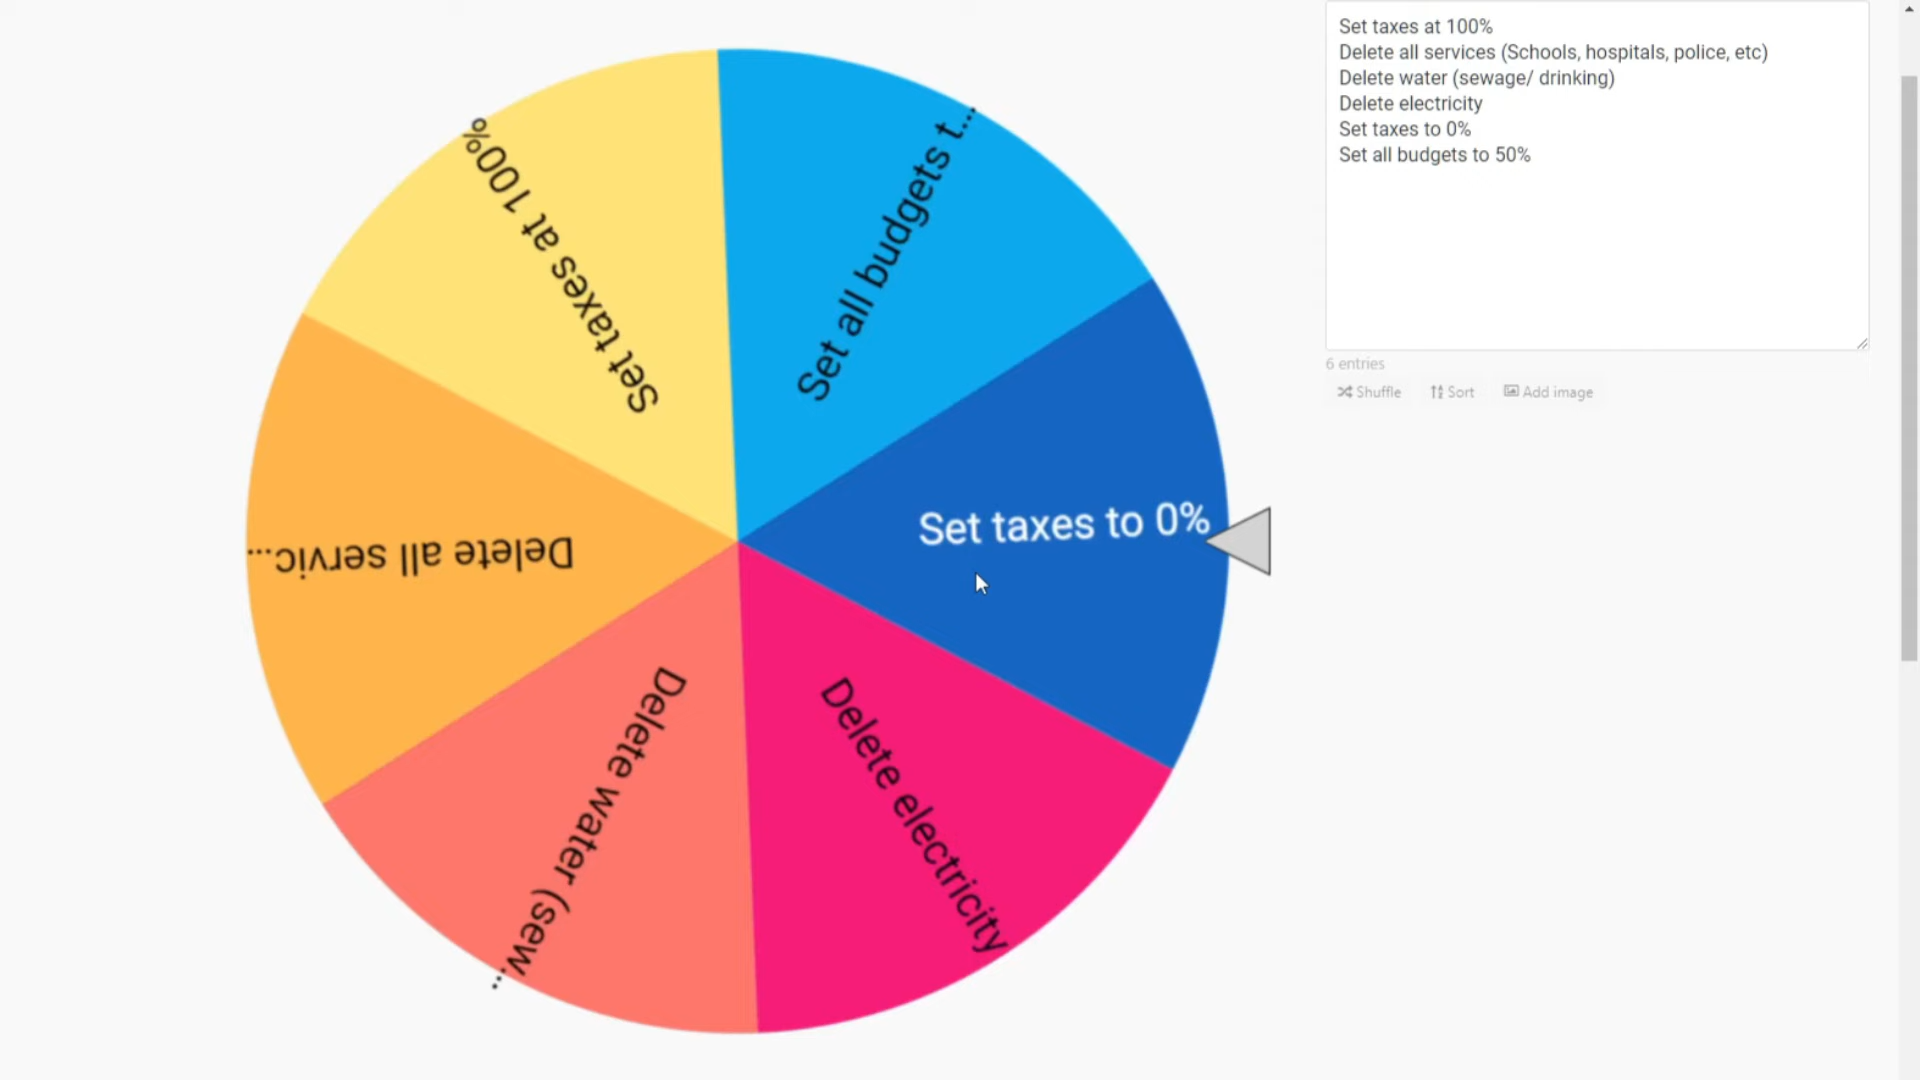 Set taxes at 100%
Delete all services (Schools, hospitals, police, etc)
Delete water (sewage/ drinking)
Delete electricity
Set taxes to 0%
Set all budgets to 50%
6 entries
Shuffle
Sort
Add image
Set all budgets t...
Set taxes to 0%
Delete electricity
Delete water (sew...
Delete all servic...
Set taxes at 100%